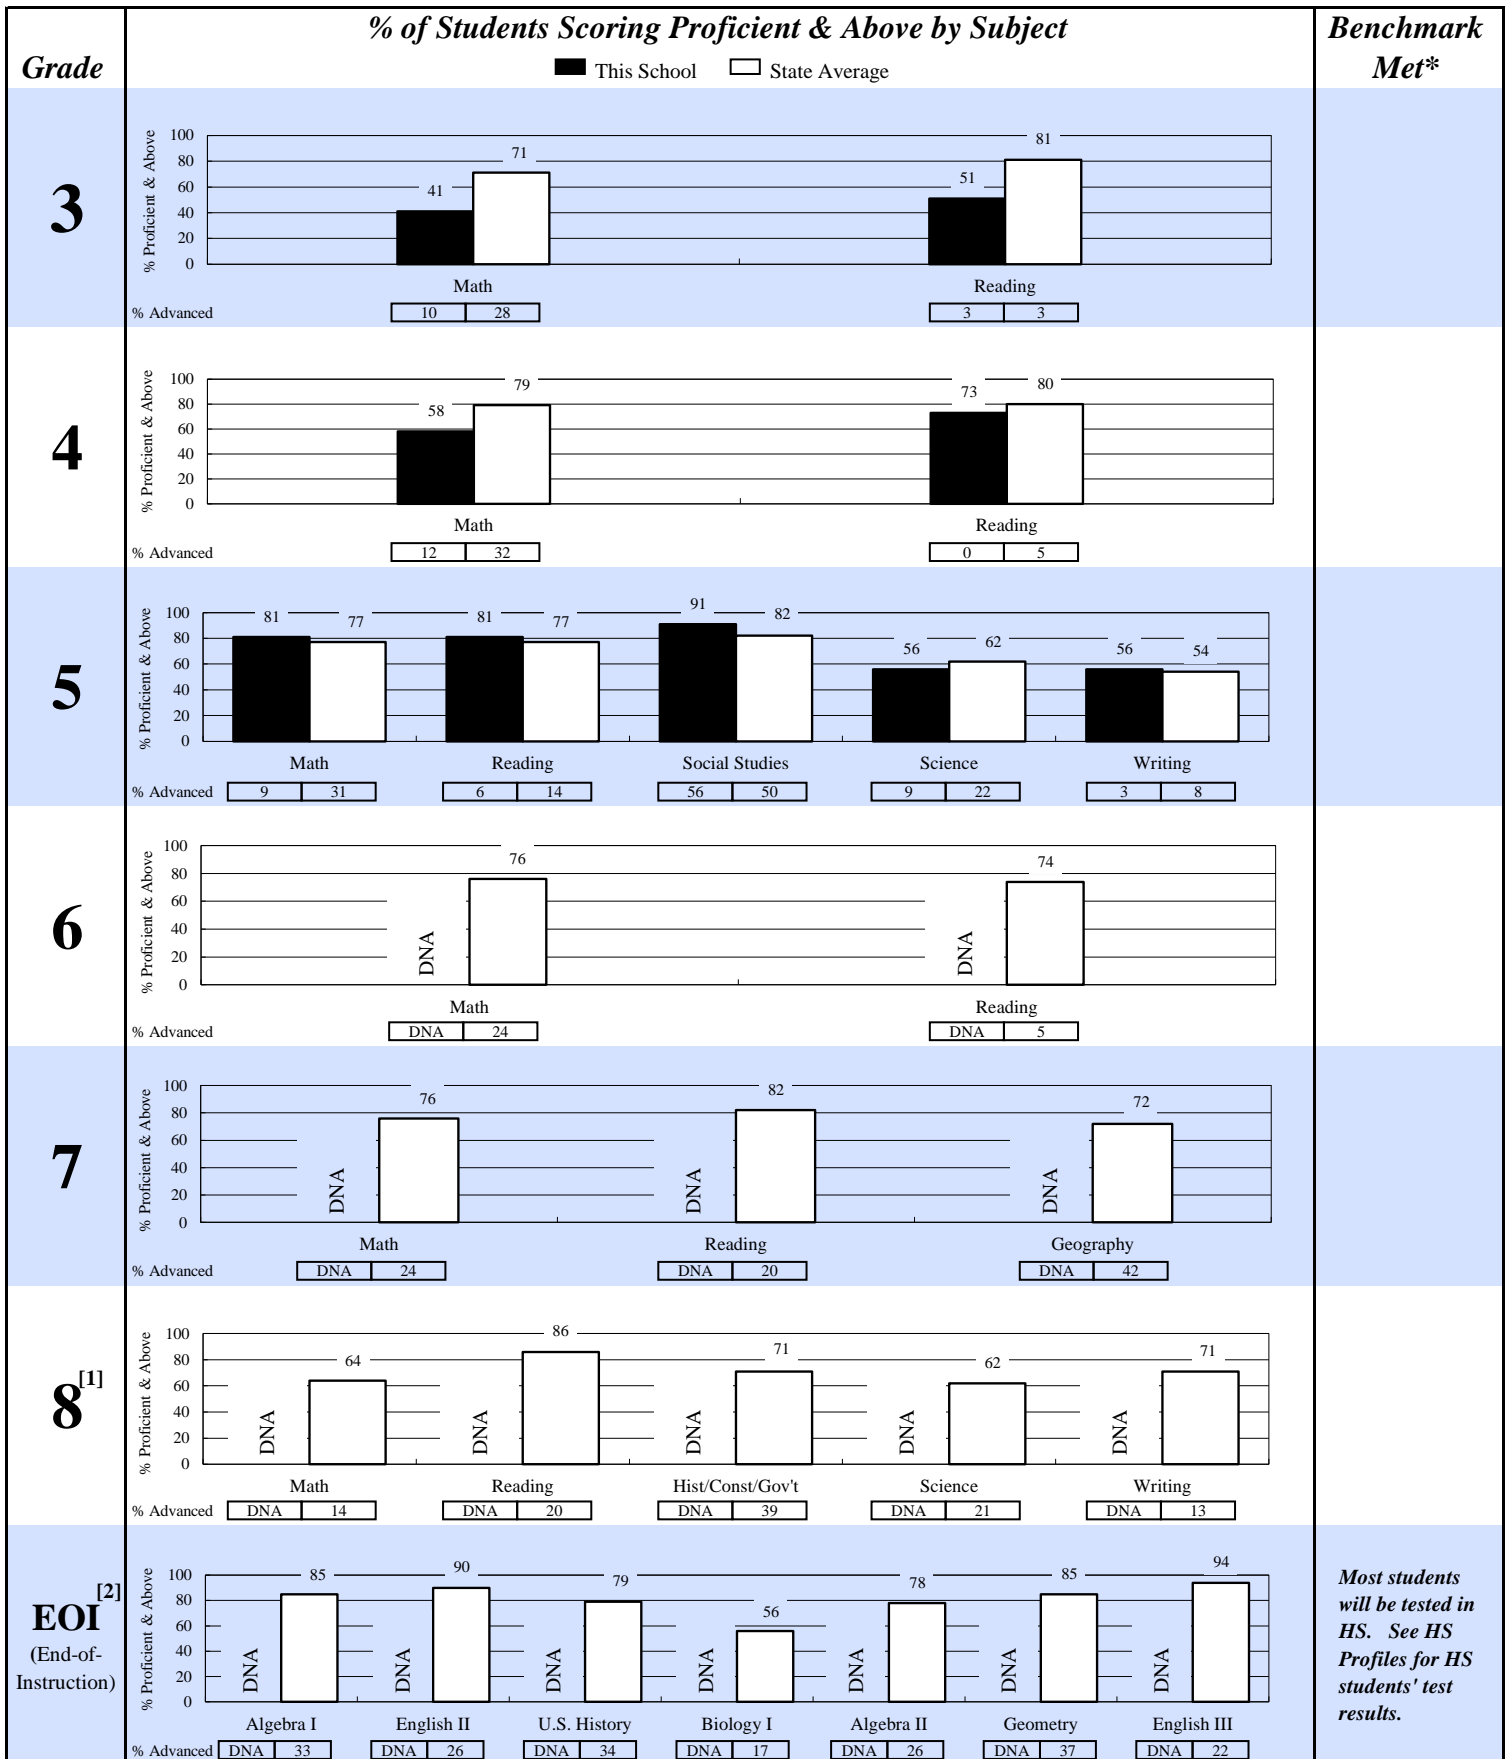 % of Students Scoring Proficient & Above by Subject
Benchmark
Met*
Grade
This School State Average
3
% Proficient & Above
100
80
60
40
20
0
41 71
51 81
Math Reading
% Advanced 10 28 3 3
4
% Proficient & Above
100
80
60
40
20
0
58 79
73 80
Math Reading
% Advanced 12 32 0 5
5
% Proficient & Above
100
80
60
40
20
0
81 77 81 77 91 82 56 62 56 54
Math Reading Social Studies Science Writing
% Advanced 9 31 6 14 56 50 9 22 3 8
6
% Proficient & Above
100
80
60
40
20
0
DNA 76 DNA 74
Math Reading
% Advanced DNA 24 DNA 5
7
% Proficient & Above
100
80
60
40
20
0
DNA 76 DNA 82 DNA 72
Math Reading Geography
% Advanced DNA 24 DNA 20 DNA 42
8[1]
% Proficient & Above
100
80
60
40
20
0
DNA 64 DNA 86 DNA 71 DNA 62 DNA 71
Math Reading Hist/Const/Gov't Science Writing
% Advanced DNA 14 DNA 20 DNA 39 DNA 21 DNA 13
EOI[2]
(End-of-
Instruction)
% Proficient & Above
100
80
60
40
20
0
DNA 85 DNA 90 DNA 79 DNA 56 DNA 78 DNA 85 DNA 94
Algebra I English II U.S. History Biology I Algebra II Geometry English III
% Advanced DNA 33 DNA 26 DNA 34 DNA 17 DNA 26 DNA 37 DNA 22
Most students
will be tested in
HS. See HS
Profiles for HS
students' test
results.